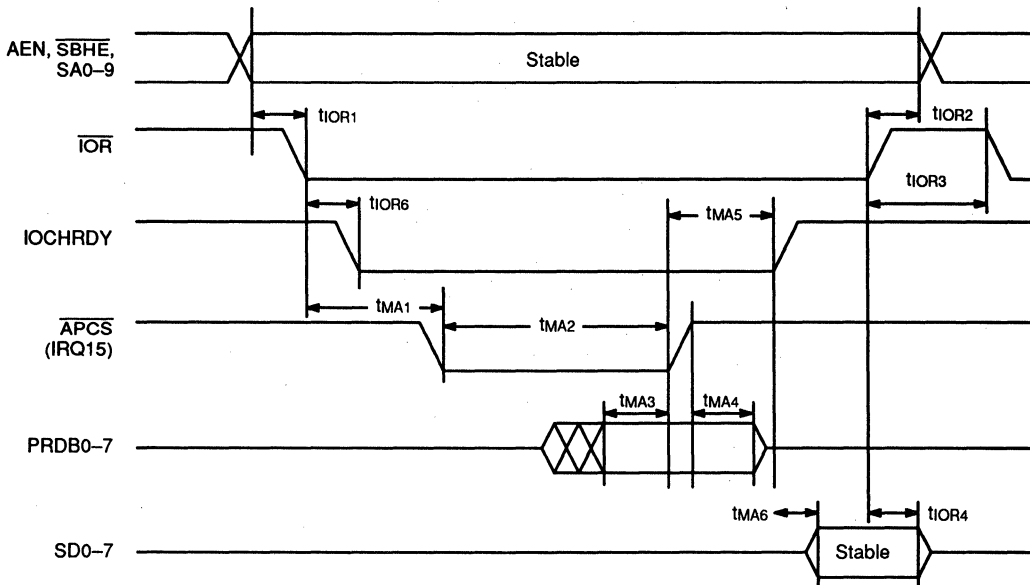 AEN, SBHE,
SA0–9
Stable
tIOR1
tIOR2
IOR
tIOR3
tIOR6
tMA5
IOCHRDY
tMA1
tMA2
APCS
(IRQ15)
tMA3
tMA4
PRDB0–7
tMA6
tIOR4
SD0–7
Stable